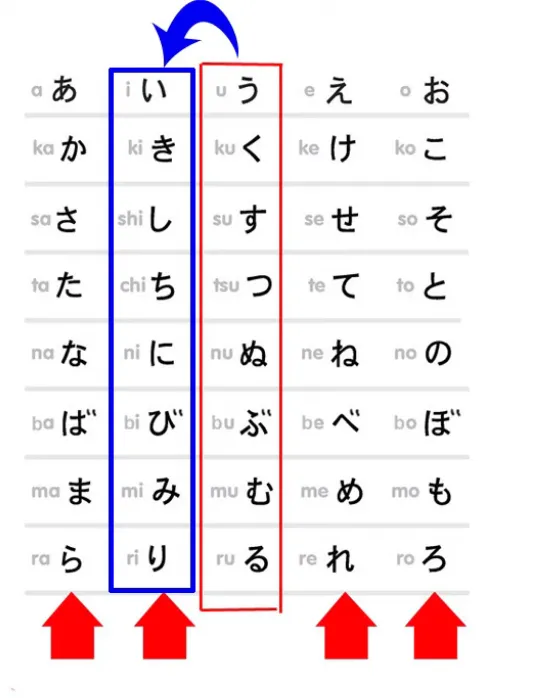 a あ i い u う e え o お
ka か ki き ku く ke け ko こ
sa さ shi し su す se せ so そ
ta た chi ち tsu つ te て to と
na な ni に nu ぬ ne ね no の
ba ば bi び bu ぶ be べ bo ぼ
ma ま mi み mu む me め mo も
ra ら ri り ru る re れ ro ろ